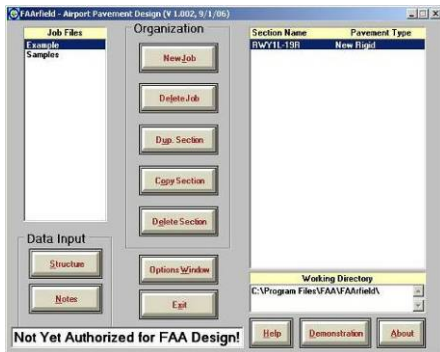 FAArfield - Airport Pavement Design (V 1.002, 9/1/06)
Job Files
Example
Samples
Organization
New Job
Delete Job
Dup. Section
Copy Section
Delete Section
Section Name Pavement Type
RWY1L-19R New Rigid
Data Input
Structure
Notes
Options Window
Exit
Working Directory
C:\Program Files\FAA\FAArfield\
Not Yet Authorized for FAA Design!
Help
Demonstration
About